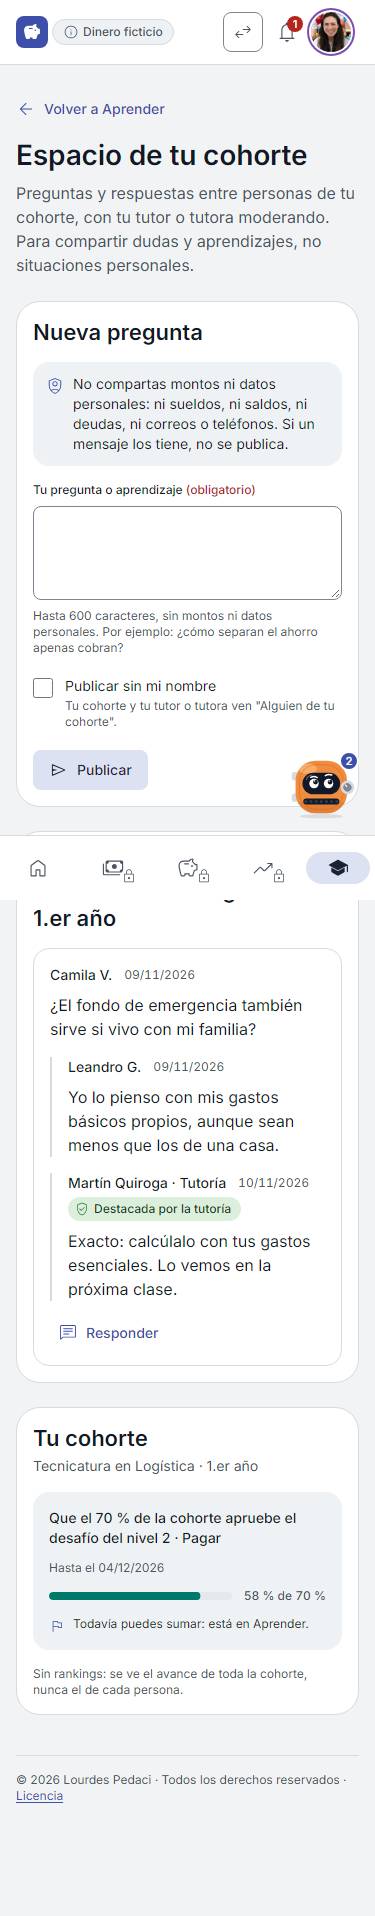 Dinero ficticio
1
Volver a Aprender
Espacio de tu cohorte
Preguntas y respuestas entre personas de tu
cohorte, con tu tutor o tutora moderando.
Para compartir dudas y aprendizajes, no
situaciones personales.
Nueva pregunta
No compartas montos ni datos
personales: ni sueldos, ni saldos, ni
deudas, ni correos o teléfonos. Si un
mensaje los tiene, no se publica.
Tu pregunta o aprendizaje (obligatorio)
Hasta 600 caracteres, sin montos ni datos
personales. Por ejemplo: ¿cómo separan el ahorro
apenas cobran?
Publicar sin mi nombre
Tu cohorte y tu tutor o tutora ven "Alguien de tu
cohorte".
Publicar
2
1.er año
Camila V. 09/11/2026
¿El fondo de emergencia también
sirve si vivo con mi familia?
Leandro G. 09/11/2026
Yo lo pienso con mis gastos
básicos propios, aunque sean
menos que los de una casa.
Martín Quiroga · Tutoría 10/11/2026
Destacada por la tutoría
Exacto: calcúlalo con tus gastos
esenciales. Lo vemos en la
próxima clase.
Responder
Tu cohorte
Tecnicatura en Logística · 1.er año
Que el 70 % de la cohorte apruebe el
desafío del nivel 2 · Pagar
Hasta el 04/12/2026
58 % de 70 %
Todavía puedes sumar: está en Aprender.
Sin rankings: se ve el avance de toda la cohorte,
nunca el de cada persona.
© 2026 Lourdes Pedaci · Todos los derechos reservados ·
Licencia